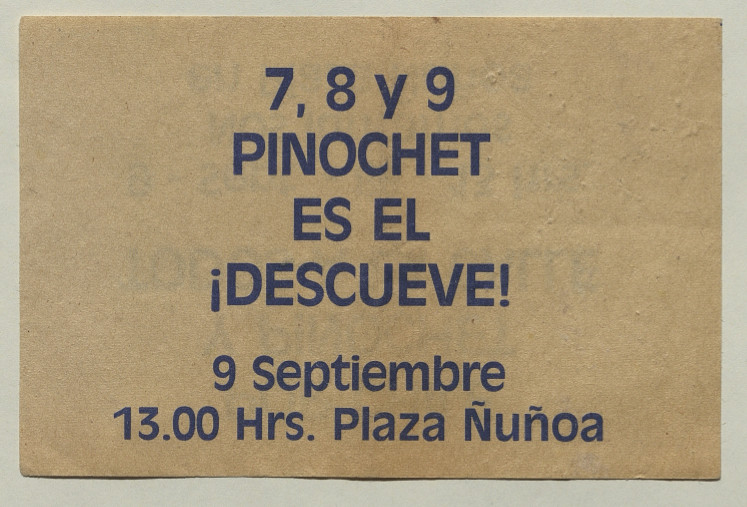 7, 8 y 9
PINOCHET
ES EL
¡DESCUEVE!
9 Septiembre
13.00 Hrs. Plaza Ñuñoa